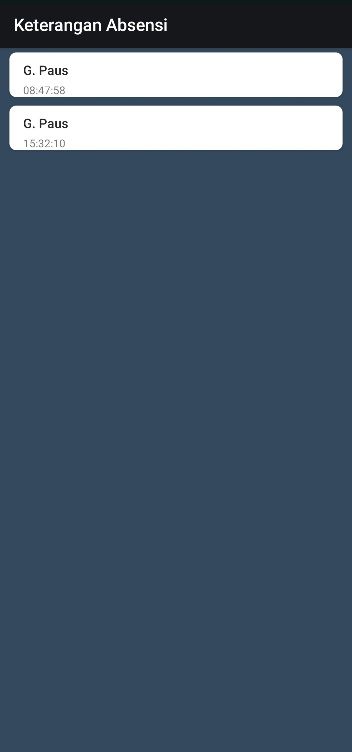 Keterangan Absensi
G. Paus
08:47:58
G. Paus
15:32:10